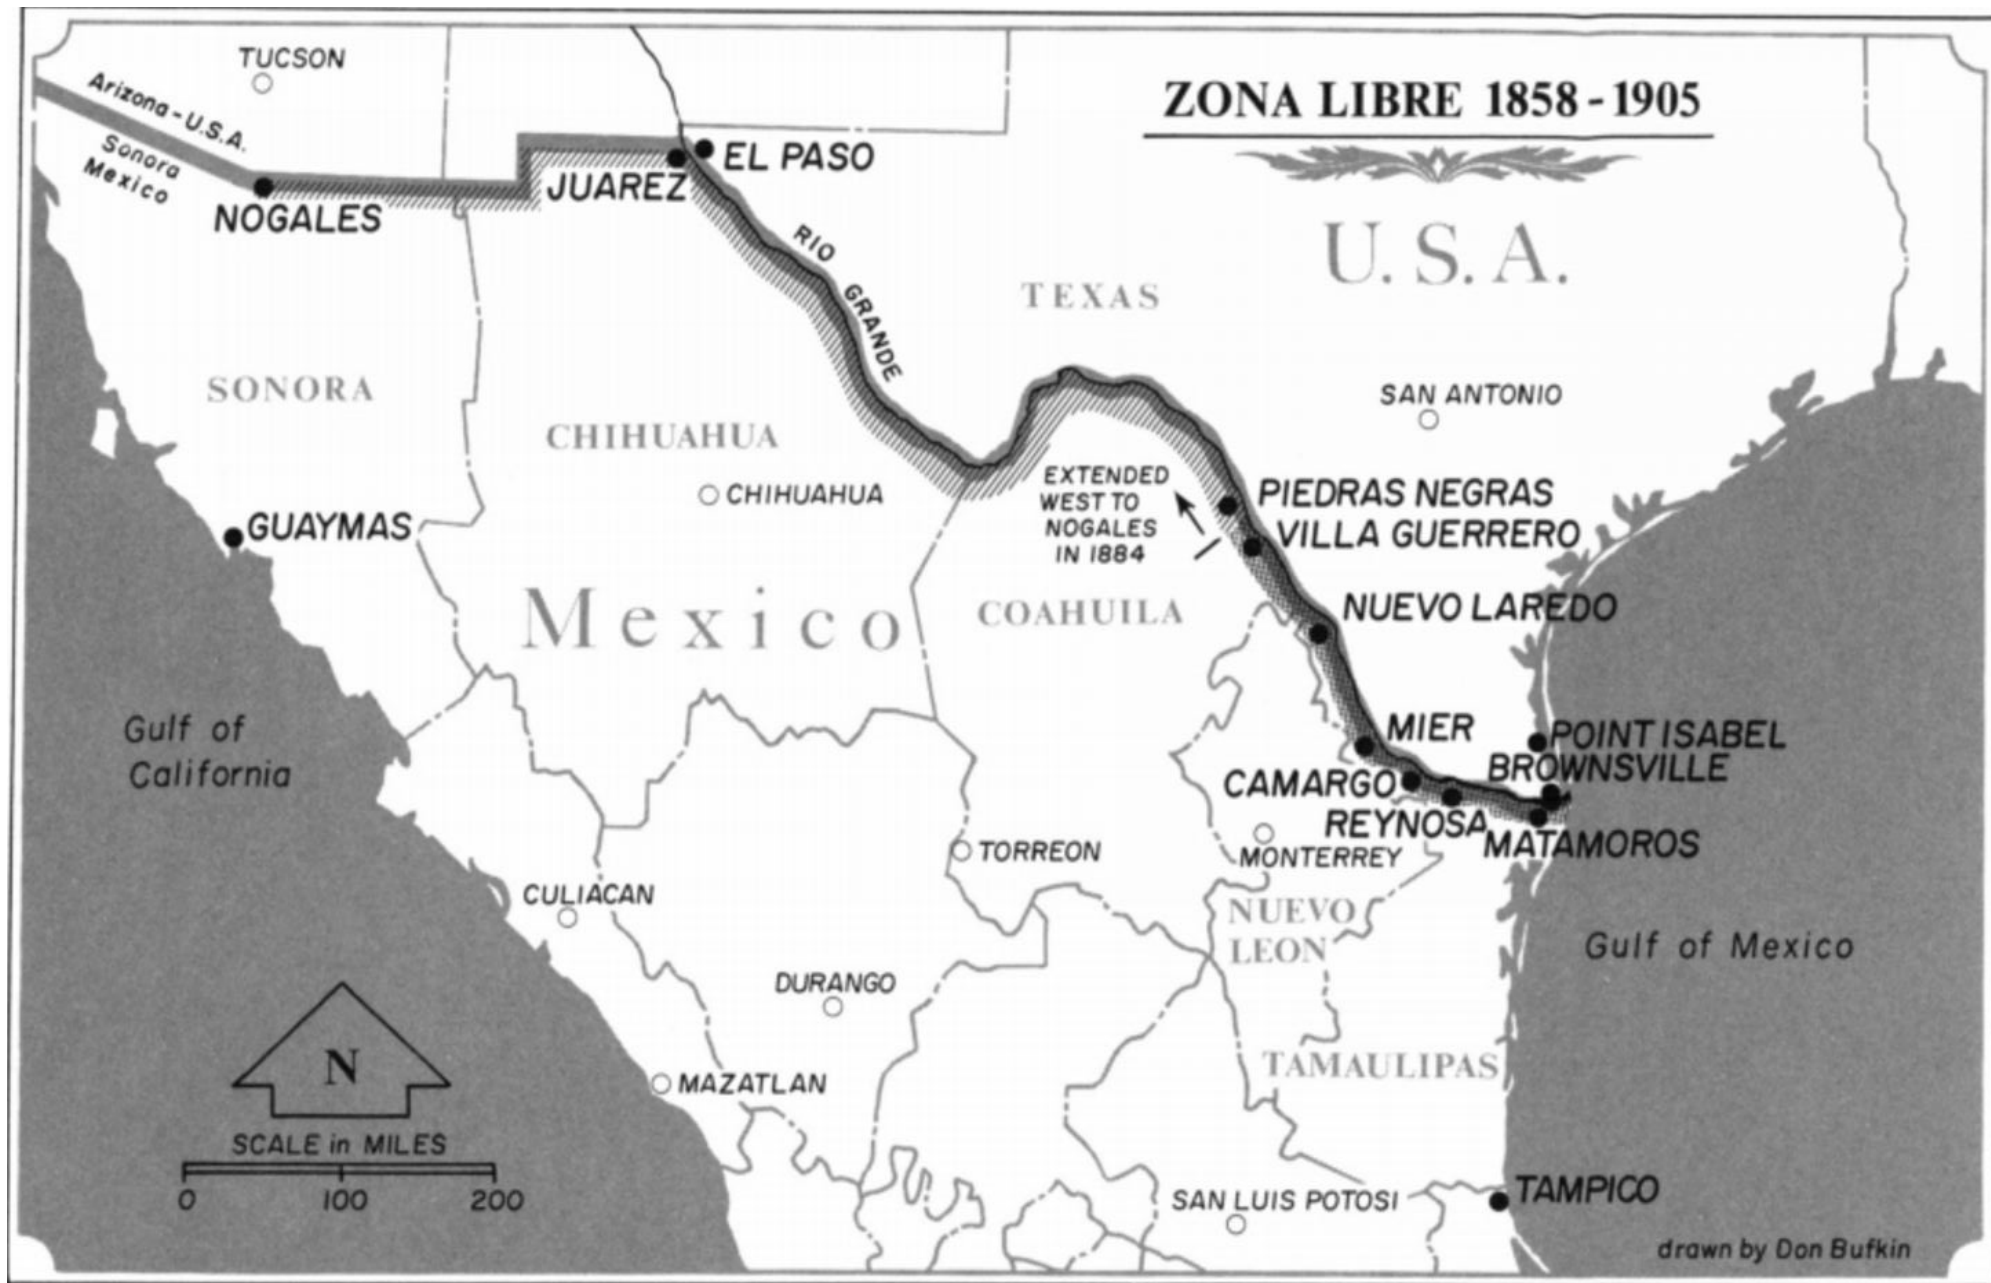 ZONA LIBRE 1858-1905
TUCSON
Arizona-U.S.A.
Sonora
Mexico
NOGALES
JUAREZ
EL PASO
RIO GRANDE
U.S.A.
TEXAS
SAN ANTONIO
SONORA
CHIHUAHUA
CHIHUAHUA
GUAYMAS
EXTENDED
WEST TO
NOGALES
IN 1884
PIEDRAS NEGRAS
VILLA GUERRERO
Mexico
COAHUILA
NUEVO LAREDO
Gulf of
California
MIER
POINT ISABEL
BROWNSVILLE
CAMARGO
REYNOSA
MATAMOROS
MONTERREY
TORREON
CULIACAN
NUEVO
LEON
Gulf of Mexico
DURANGO
TAMAULIPAS
MAZATLAN
N
SCALE in MILES
0 100 200
SAN LUIS POTOSI
TAMPICO
drawn by Don Bufkin